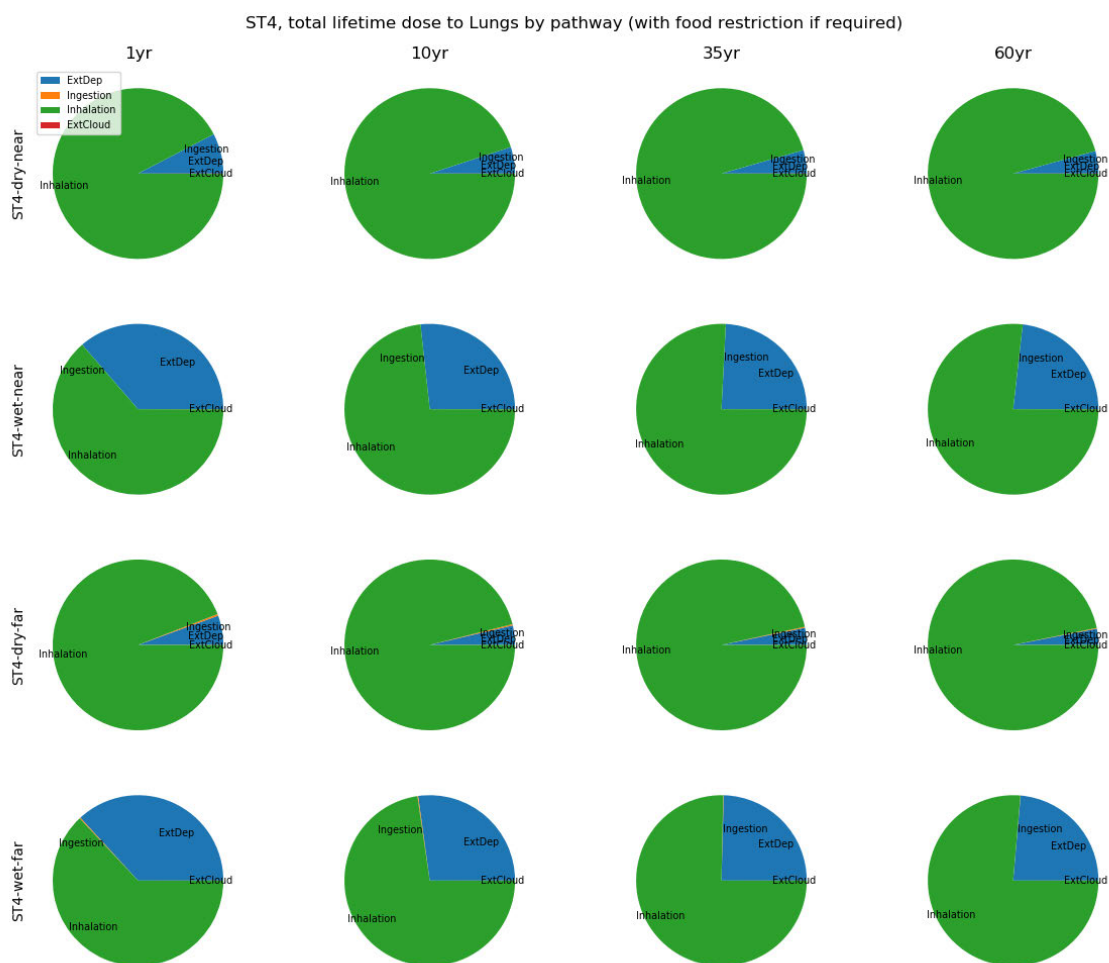 ST4, total lifetime dose to Lungs by pathway (with food restriction if required)
1yr
10yr
35yr
60yr
ExtDep
Ingestion
Inhalation
ExtCloud
ST4-dry-near
Ingestion
ExtDep
ExtCloud
Inhalation
Ingestion
ExtDep
ExtCloud
Inhalation
Ingestion
ExtDep
ExtCloud
Inhalation
Ingestion
ExtDep
ExtCloud
Inhalation
ST4-wet-near
ExtDep
Ingestion
ExtCloud
Inhalation
Ingestion
ExtDep
ExtCloud
Inhalation
Ingestion
ExtDep
ExtCloud
Inhalation
Ingestion
ExtDep
ExtCloud
Inhalation
ST4-dry-far
Ingestion
ExtDep
ExtCloud
Inhalation
Ingestion
ExtDep
ExtCloud
Inhalation
Ingestion
ExtDep
ExtCloud
Inhalation
Ingestion
ExtDep
ExtCloud
Inhalation
ST4-wet-far
ExtDep
Ingestion
ExtCloud
Inhalation
Ingestion
ExtDep
ExtCloud
Inhalation
Ingestion
ExtDep
ExtCloud
Inhalation
Ingestion
ExtDep
ExtCloud
Inhalation